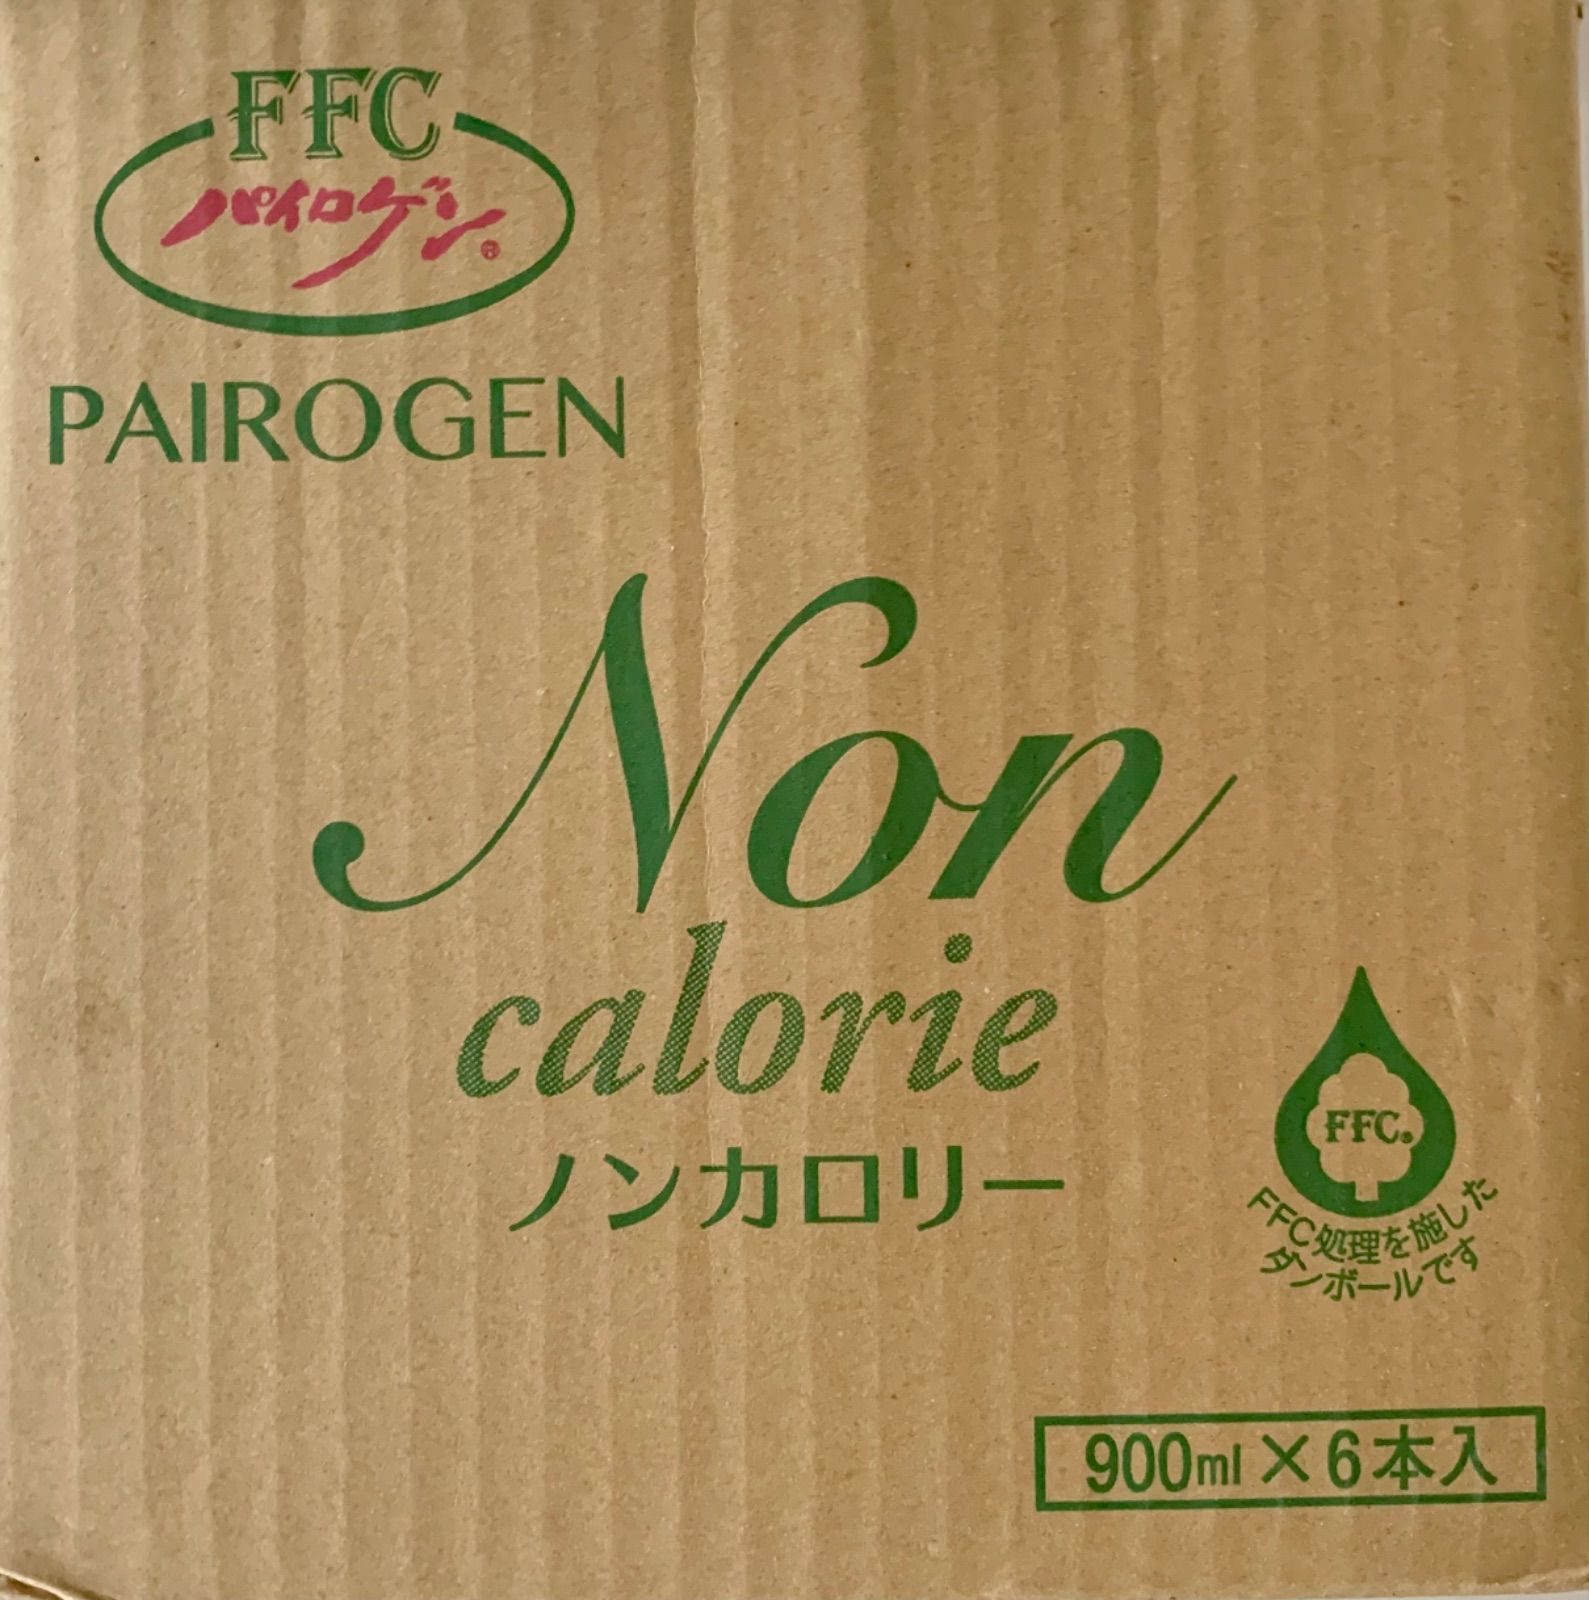 FFC
パイロゲン®
PAIROGEN
Non
calorie
ノンカロリー
FFC®
FFC処理を施した
ダンボールです
900ml×6本入